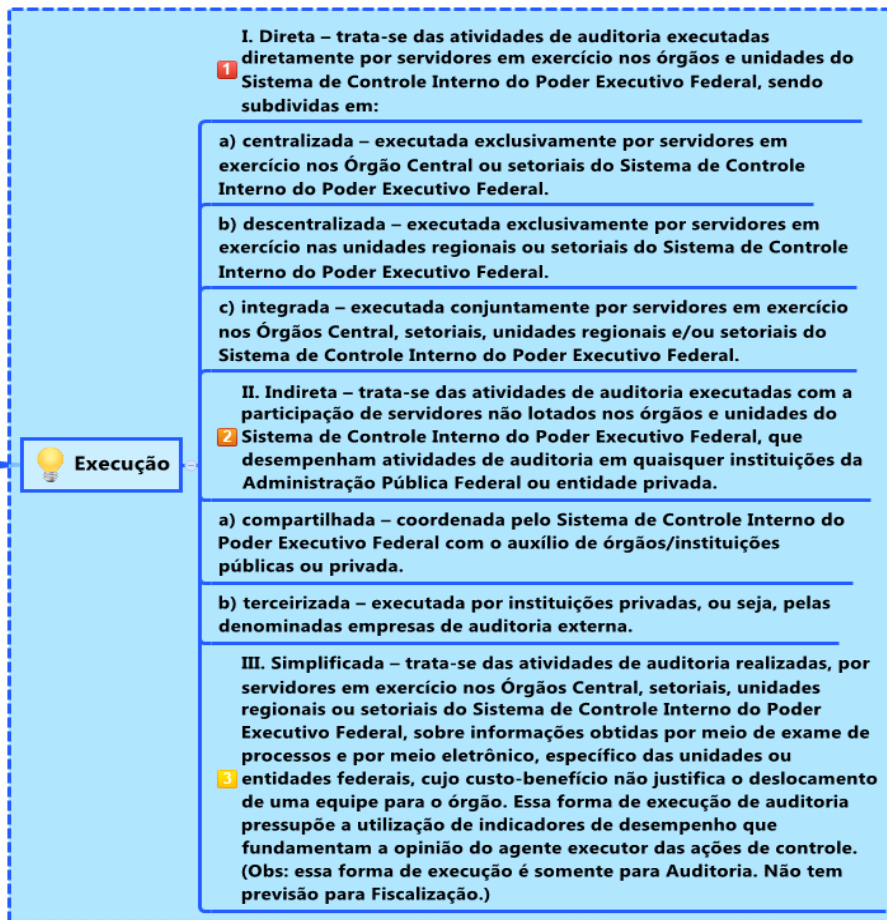 Execução
1
I. Direta – trata-se das atividades de auditoria executadas
diretamente por servidores em exercício nos órgãos e unidades do
Sistema de Controle Interno do Poder Executivo Federal, sendo
subdividas em:
a) centralizada – executada exclusivamente por servidores em
exercício nos Órgão Central ou setoriais do Sistema de Controle
Interno do Poder Executivo Federal.
b) descentralizada – executada exclusivamente por servidores em
exercício nas unidades regionais ou setoriais do Sistema de Controle
Interno do Poder Executivo Federal.
c) integrada – executada conjuntamente por servidores em exercício
nos Órgãos Central, setoriais, unidades regionais e/ou setoriais do
Sistema de Controle Interno do Poder Executivo Federal.
2
II. Indireta – trata-se das atividades de auditoria executadas com a
participação de servidores não lotados nos órgãos e unidades do
Sistema de Controle Interno do Poder Executivo Federal, que
desempenham atividades de auditoria em quaisquer instituições da
Administração Pública Federal ou entidade privada.
a) compartilhada – coordenada pelo Sistema de Controle Interno do
Poder Executivo Federal com o auxílio de órgãos/instituições
públicas ou privada.
b) terceirizada – executada por instituições privadas, ou seja, pelas
denominadas empresas de auditoria externa.
3
III. Simplificada – trata-se das atividades de auditoria realizadas, por
servidores em exercício nos Órgãos Central, setoriais, unidades
regionais ou setoriais do Sistema de Controle Interno do Poder
Executivo Federal, sobre informações obtidas por meio de exame de
processos e por meio eletrônico, específico das unidades ou
entidades federais, cujo custo-benefício não justifica o deslocamento
de uma equipe para o órgão. Essa forma de execução de auditoria
pressupõe a utilização de indicadores de desempenho que
fundamentam a opinião do agente executor das ações de controle.
(Obs: essa forma de execução é somente para Auditoria. Não tem
previsão para Fiscalização.)